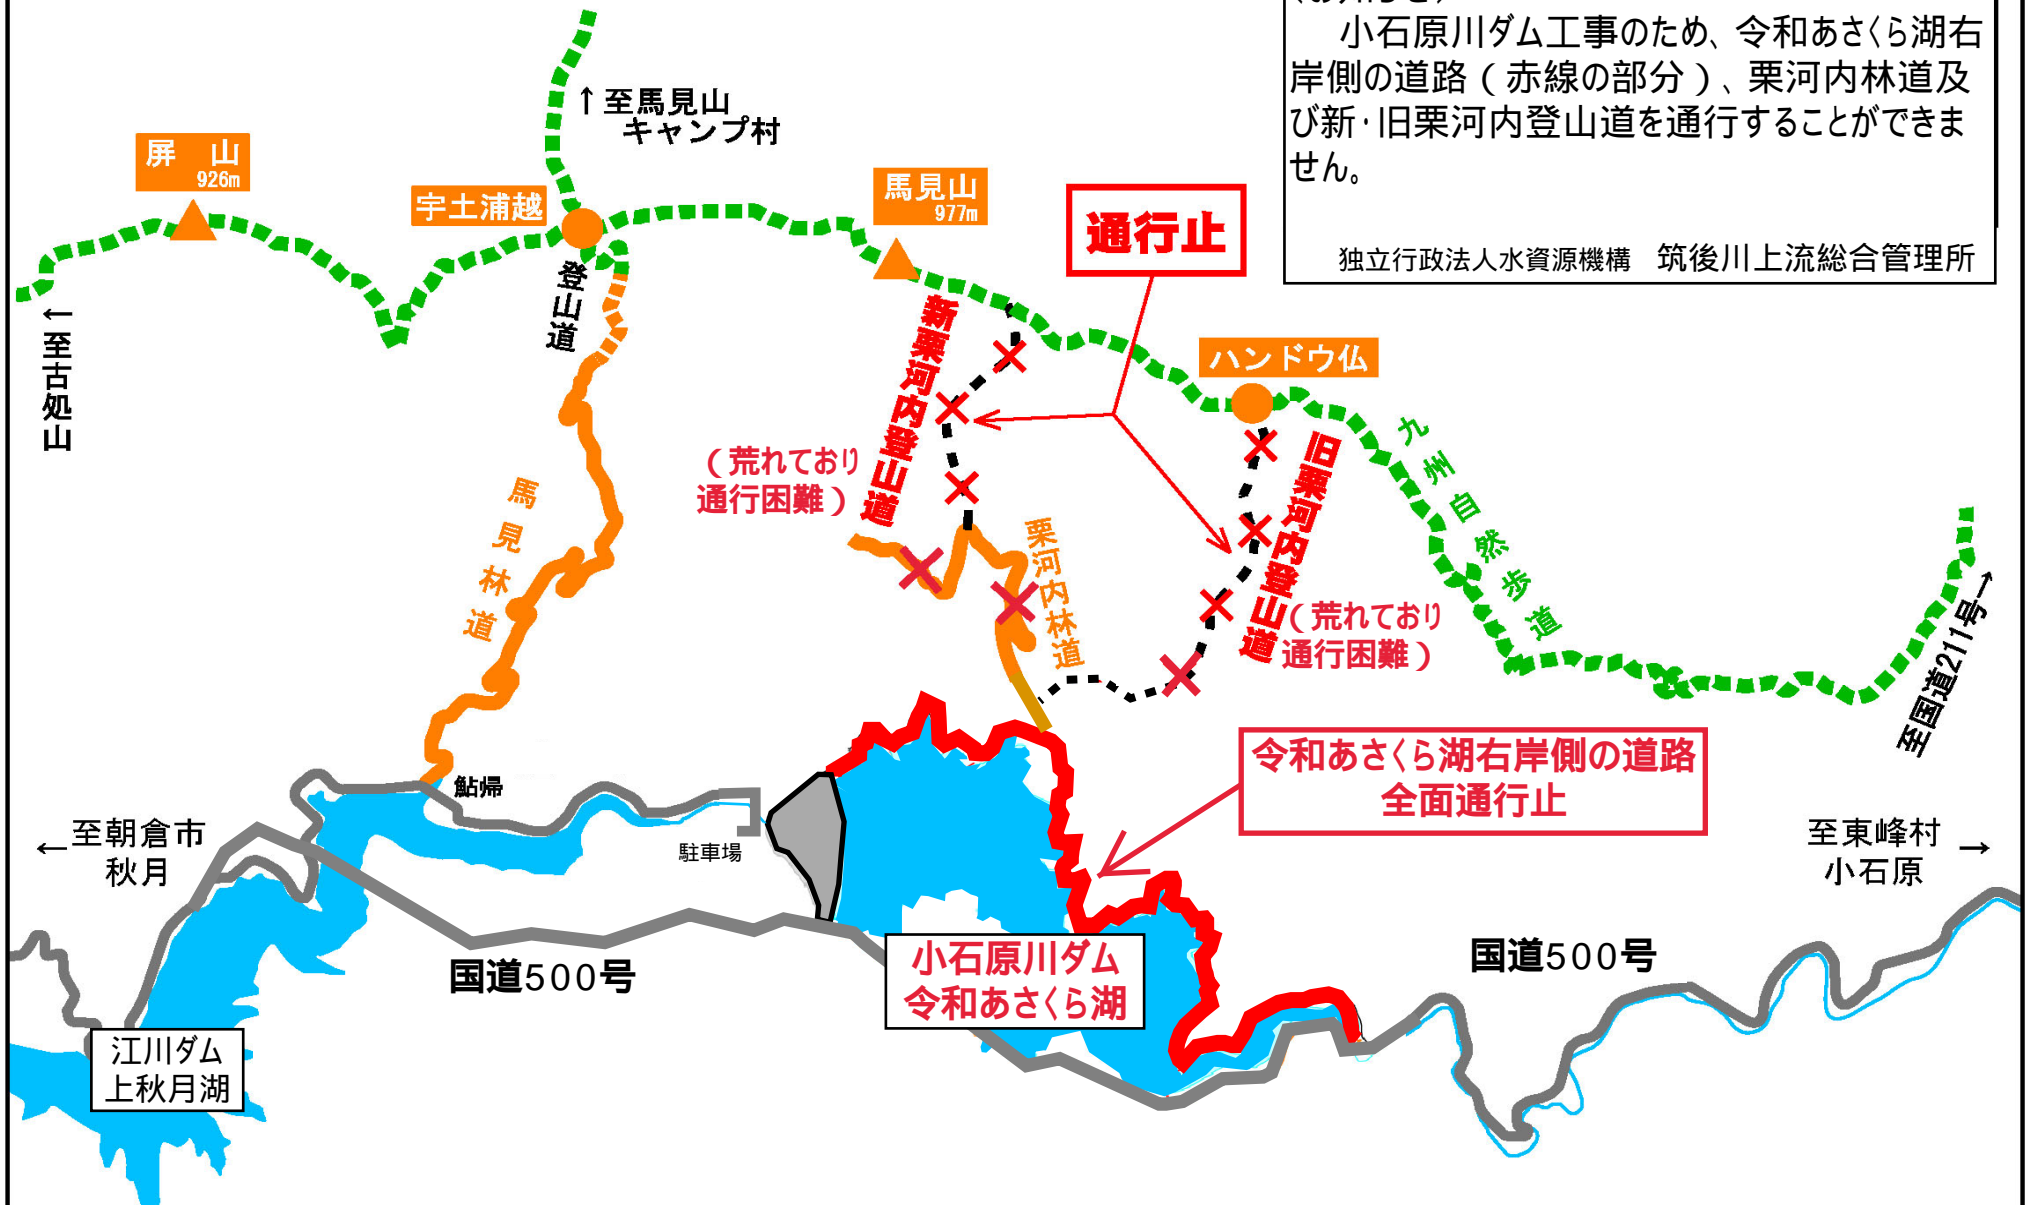 小石原川ダム工事のため、令和あさくら湖右
岸側の道路（赤線の部分）、栗河内林道及
び新・旧栗河内登山道を通行することができま
せん。
独立行政法人水資源機構　筑後川上流総合管理所
↑至馬見山
キャンプ村
屏　山
926m
宇土浦越
馬見山
977m
通行止
登山道
←至古処山
新栗河内登山道
（荒れており
通行困難）
ハンドウ仏
旧栗河内登山道
（荒れており
通行困難）
九州自然歩道
馬見林道
栗河内林道
至国道211号→
令和あさくら湖右岸側の道路
全面通行止
鮎帰
駐車場
←至朝倉市
秋月
至東峰村→
小石原
国道500号
国道500号
小石原川ダム
令和あさくら湖
江川ダム
上秋月湖